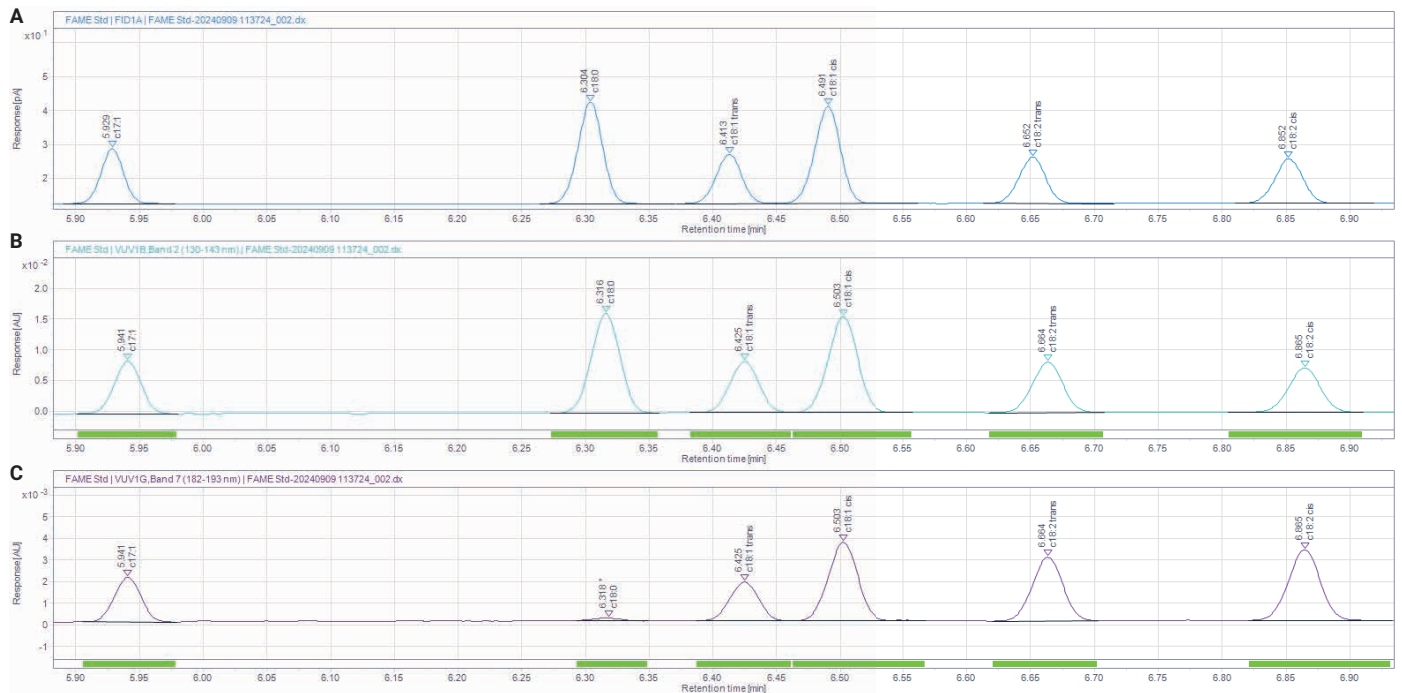 A
FAME Std | FID1A | FAME Std-20240909 113724_002.dx
x10 1
Response [pA]
5
4
3
2
5.929
c17:1
6.304
c18:0
6.413
c18:1 trans
6.491
c18:1 cis
6.652
c18:2 trans
6.852
c18:2 cis
5.90 5.95 6.00 6.05 6.10 6.15 6.20 6.25 6.30 6.35 6.40 6.45 6.50 6.55 6.60 6.65 6.70 6.75 6.80 6.85 6.90
Retention time [min]
B
FAME Std | VUV1B,Band 2 (130-143 nm) | FAME Std-20240909 113724_002.dx
x10 -2
Response [AU]
2.0
1.5
1.0
0.5
0.0
5.941
c17:1
6.316
c18:0
6.425
c18:1 trans
6.503
c18:1 cis
6.664
c18:2 trans
6.865
c18:2 cis
5.90 5.95 6.00 6.05 6.10 6.15 6.20 6.25 6.30 6.35 6.40 6.45 6.50 6.55 6.60 6.65 6.70 6.75 6.80 6.85 6.90
Retention time [min]
C
FAME Std | VUV1G,Band 7 (182-193 nm) | FAME Std-20240909 113724_002.dx
x10 -3
Response [AU]
5
4
3
2
1
0
-1
5.941
c17:1
6.318 *
c18:0
6.425
c18:1 trans
6.503
c18:1 cis
6.664
c18:2 trans
6.865
c18:2 cis
5.90 5.95 6.00 6.05 6.10 6.15 6.20 6.25 6.30 6.35 6.40 6.45 6.50 6.55 6.60 6.65 6.70 6.75 6.80 6.85 6.90
Retention time [min]